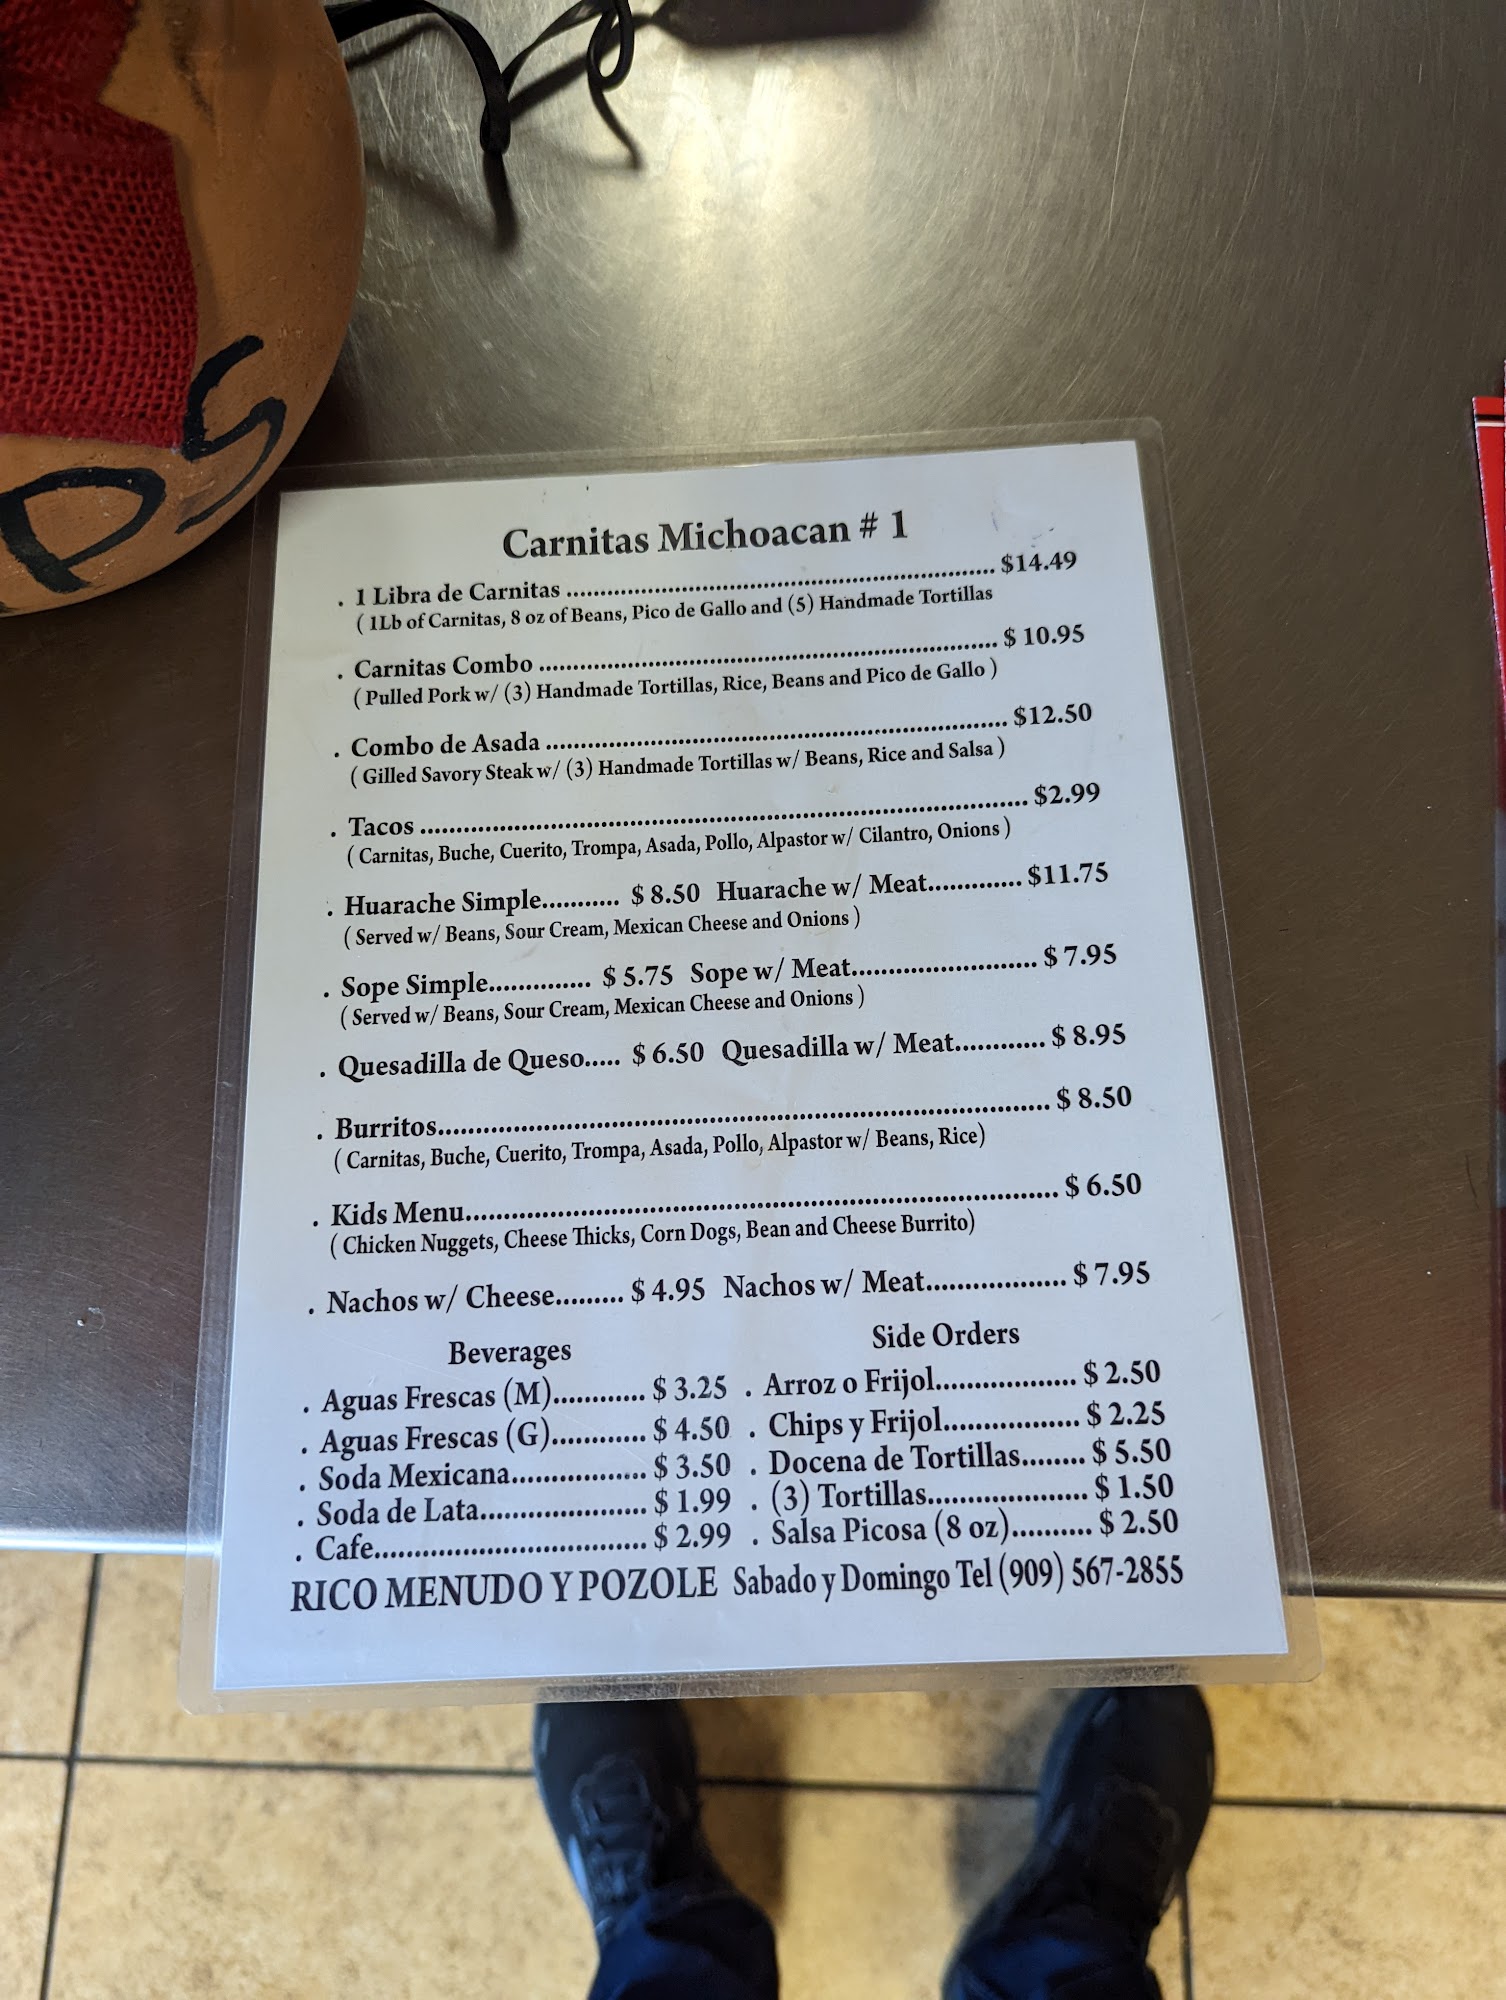 PS
Carnitas Michoacan # 1
. 1 Libra de Carnitas ........................................................... $14.49
( 1Lb of Carnitas, 8 oz of Beans, Pico de Gallo and (5) Handmade Tortillas
. Carnitas Combo ............................................................... $ 10.95
( Pulled Pork w/ (3) Handmade Tortillas, Rice, Beans and Pico de Gallo )
. Combo de Asada ............................................................... $12.50
( Gilled Savory Steak w/ (3) Handmade Tortillas w/ Beans, Rice and Salsa )
. Tacos .................................................................................... $2.99
( Carnitas, Buche, Cuerito, Trompa, Asada, Pollo, Alpastor w/ Cilantro, Onions )
. Huarache Simple........... $ 8.50 Huarache w/ Meat............. $11.75
( Served w/ Beans, Sour Cream, Mexican Cheese and Onions )
. Sope Simple.............. $ 5.75 Sope w/ Meat.......................... $ 7.95
( Served w/ Beans, Sour Cream, Mexican Cheese and Onions )
. Quesadilla de Queso..... $ 6.50 Quesadilla w/ Meat............ $ 8.95
. Burritos..................................................................................... $ 8.50
( Carnitas, Buche, Cuerito, Trompa, Asada, Pollo, Alpastor w/ Beans, Rice)
. Kids Menu................................................................................. $ 6.50
( Chicken Nuggets, Cheese Thicks, Corn Dogs, Bean and Cheese Burrito)
. Nachos w/ Cheese......... $ 4.95 Nachos w/ Meat................... $ 7.95
Beverages Side Orders
. Aguas Frescas (M)............ $ 3.25 . Arroz o Frijol................... $ 2.50
. Aguas Frescas (G)............ $ 4.50 . Chips y Frijol.................. $ 2.25
. Soda Mexicana................. $ 3.50 . Docena de Tortillas........ $ 5.50
. Soda de Lata..................... $ 1.99 . (3) Tortillas..................... $ 1.50
. Cafe................................... $ 2.99 . Salsa Picosa (8 oz).......... $ 2.50
RICO MENUDO Y POZOLE Sabado y Domingo Tel (909) 567-2855